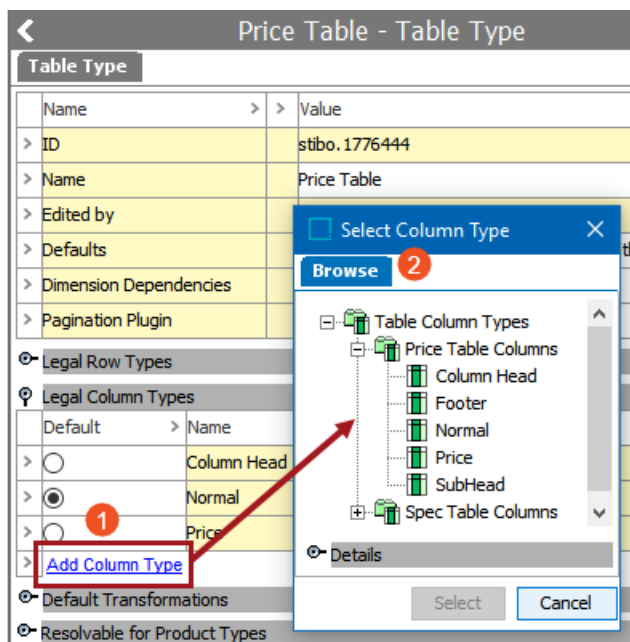 Price Table - Table Type
Table Type
Name > > Value
> ID stibo.1776444
> Name Price Table
> Edited by
> Defaults
> Dimension Dependencies
> Pagination Plugin
Legal Row Types
Legal Column Types
Default > Name
> Column Head
> Normal
1
> Price
> Add Column Type
Default Transformations
Resolvable for Product Types
Select Column Type
Browse 2
Table Column Types
Price Table Columns
Column Head
Footer
Normal
Price
SubHead
Spec Table Columns
Details
Select Cancel